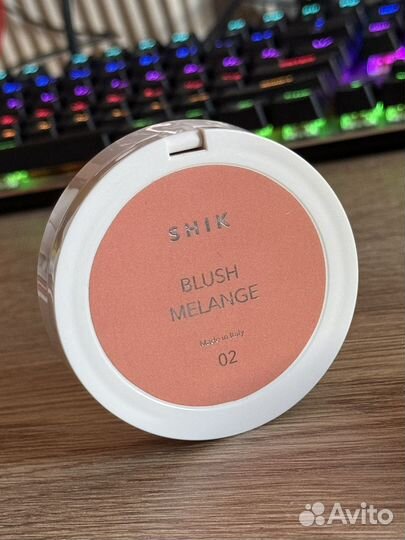 SHIK
BLUSH
MELANGE
Made in Italy
02
Avito